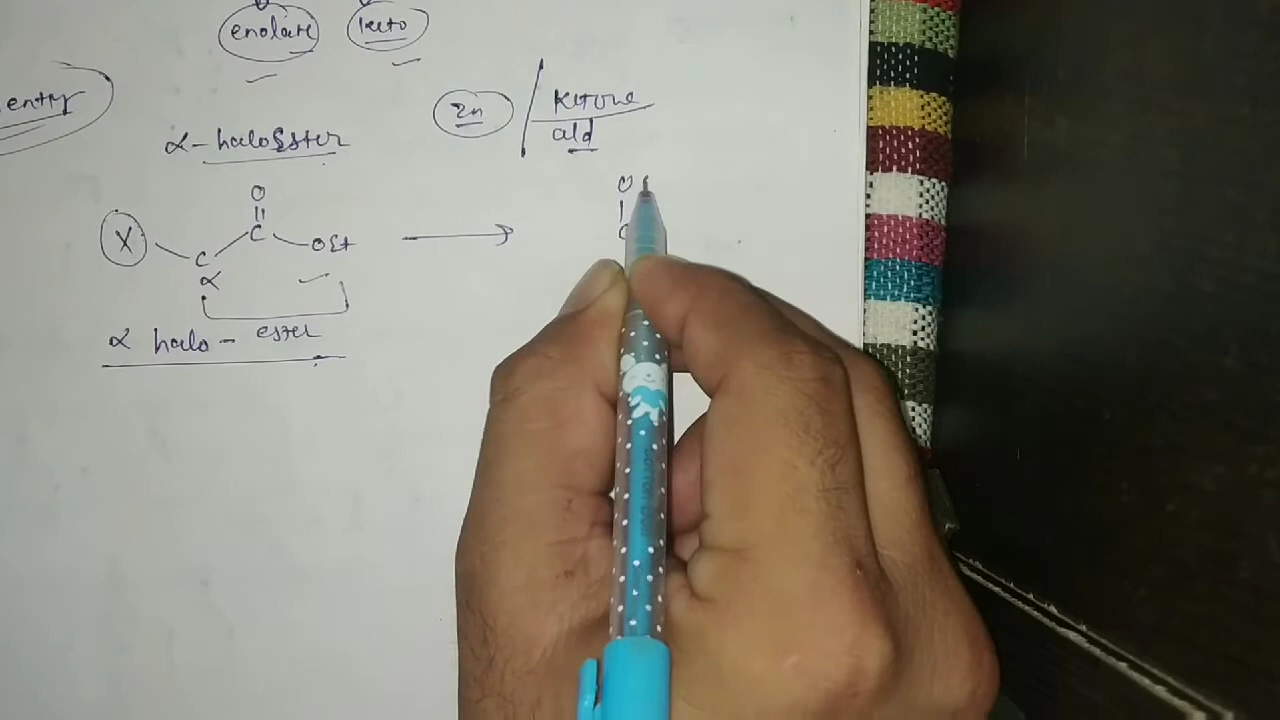 enolate keto
entry
Zn / Ketone
ald
α-haloEster
O
||
X C C OEt
α
α halo - ester
O
|
C